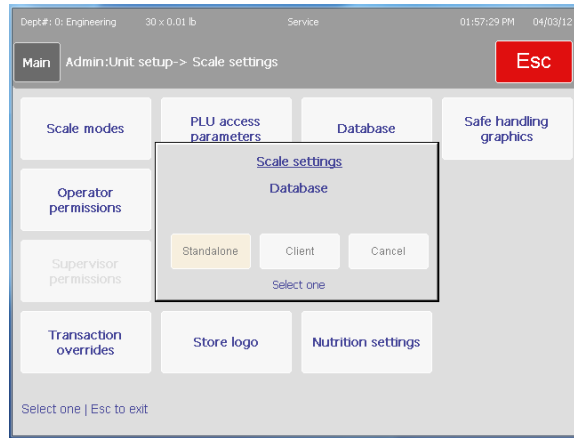 Dept#: 0: Engineering 30 x 0.01 lb Service 01:57:29 PM 04/03/12
Main Admin:Unit setup-> Scale settings Esc
Scale modes
PLU access
parameters
Database
Safe handling
graphics
Scale settings
Database
Standalone Client Cancel
Select one
Operator
permissions
Supervisor
permissions
Transaction
overrides
Store logo
Nutrition settings
Select one | Esc to exit